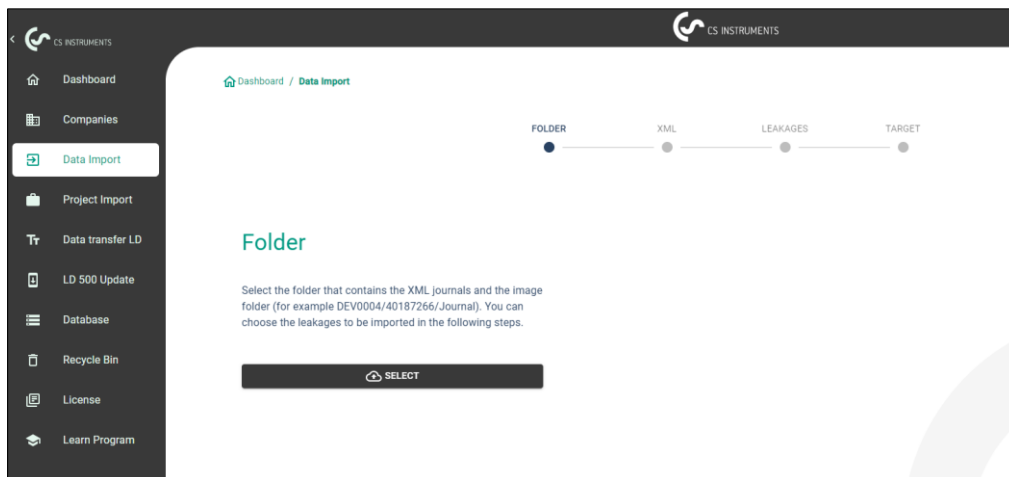 CS INSTRUMENTS
CS INSTRUMENTS
Dashboard
Companies
Data Import
Project Import
Data transfer LD
LD 500 Update
Database
Recycle Bin
License
Learn Program
Dashboard / Data Import
FOLDER XML LEAKAGES TARGET
Folder
Select the folder that contains the XML journals and the image
folder (for example DEV0004/40187266/Journal). You can
choose the leakages to be imported in the following steps.
SELECT